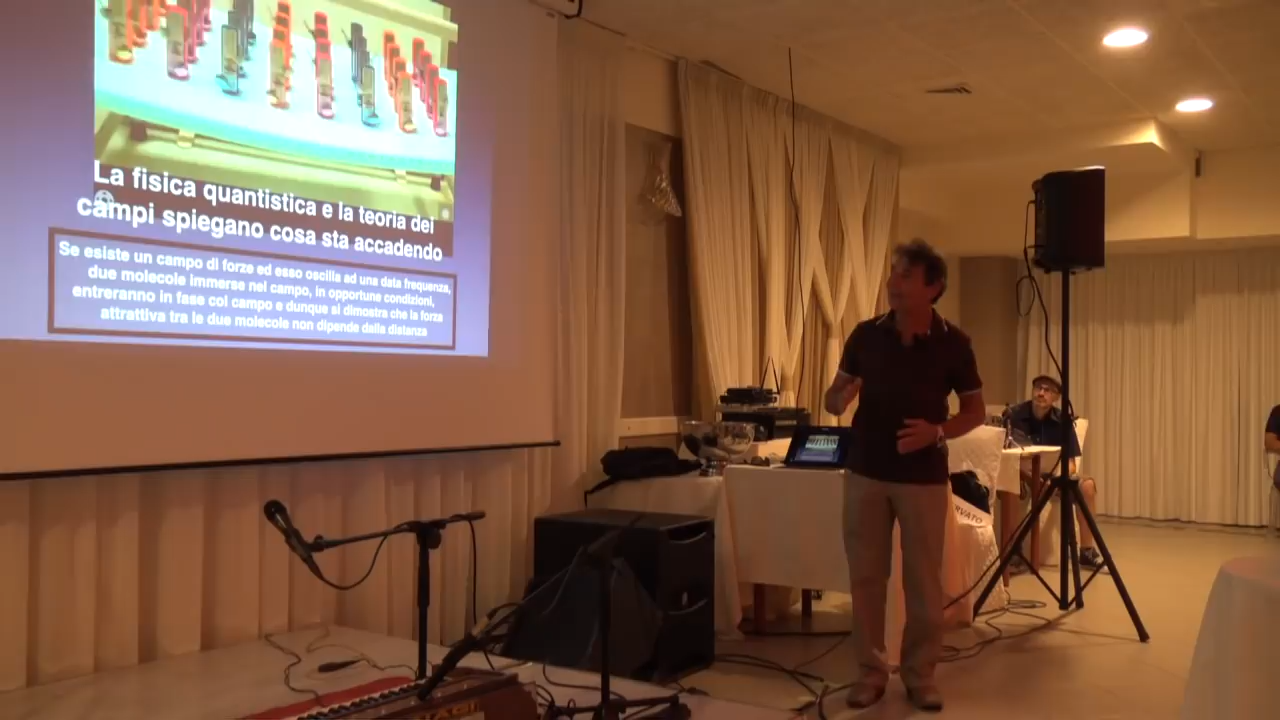 La fisica quantistica e la teoria dei
campi spiegano cosa sta accadendo
Se esiste un campo di forze ed esso oscilla ad una data frequenza,
due molecole immerse nel campo, in opportune condizioni,
entreranno in fase col campo e dunque si dimostra che la forza
attrattiva tra le due molecole non dipende dalla distanza
RVATO